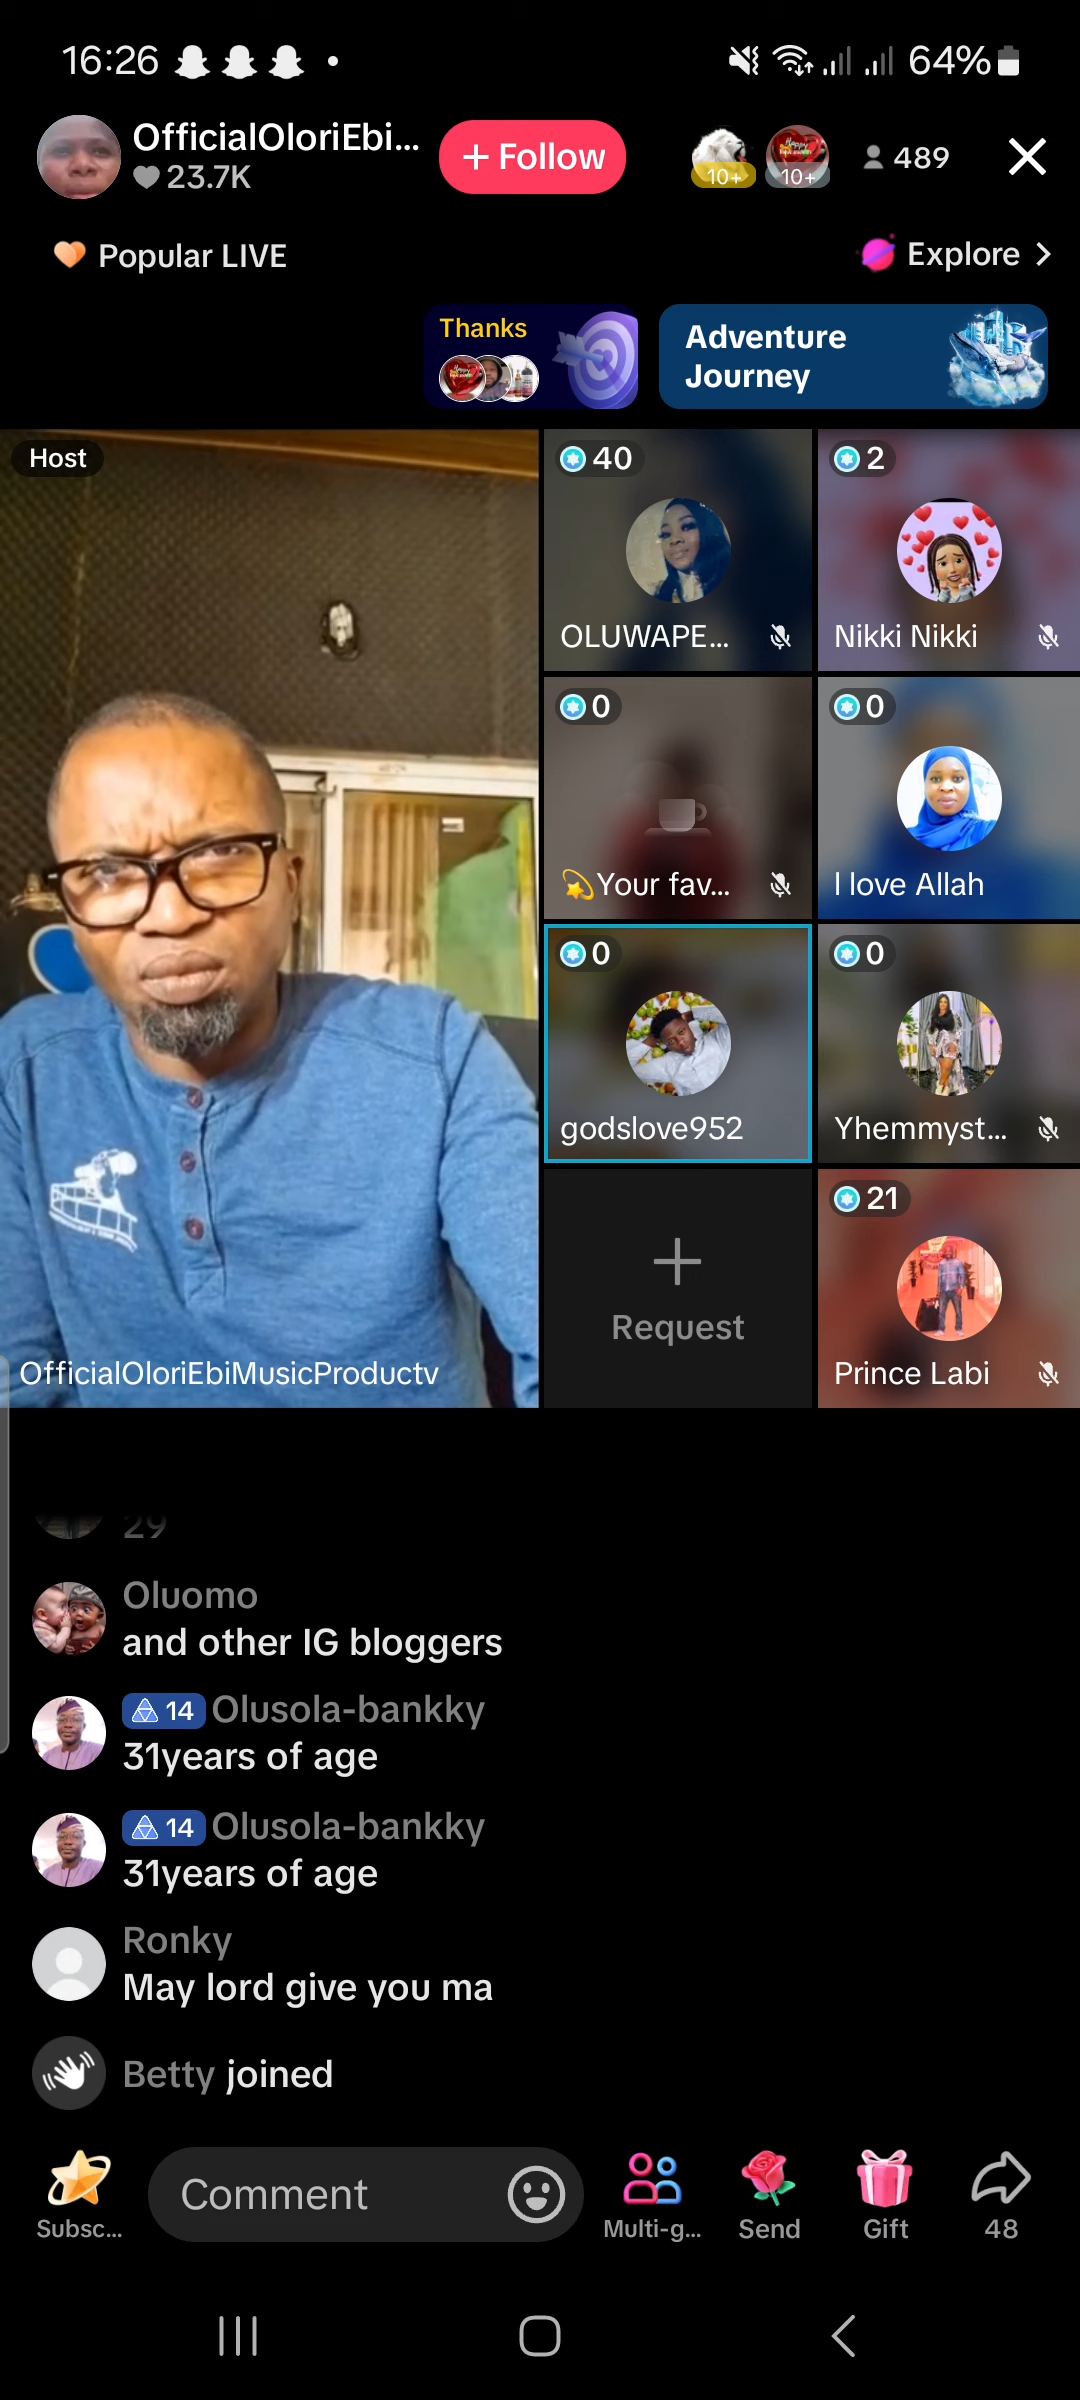 16:26
64%
OfficialOloriEbi...
23.7K
+ Follow
10+
10+
489
Popular LIVE
Explore
Thanks
Adventure
Journey
Host
40
OLUWAPE...
2
Nikki Nikki
0
Your fav...
0
I love Allah
0
godslove952
0
Yhemmyst...
+
Request
21
Prince Labi
OfficialOloriEbiMusicProductv
29
Oluomo
and other IG bloggers
14 Olusola-bankky
31years of age
14 Olusola-bankky
31years of age
Ronky
May lord give you ma
Betty joined
Subsc...
Comment
Multi-g...
Send
Gift
48